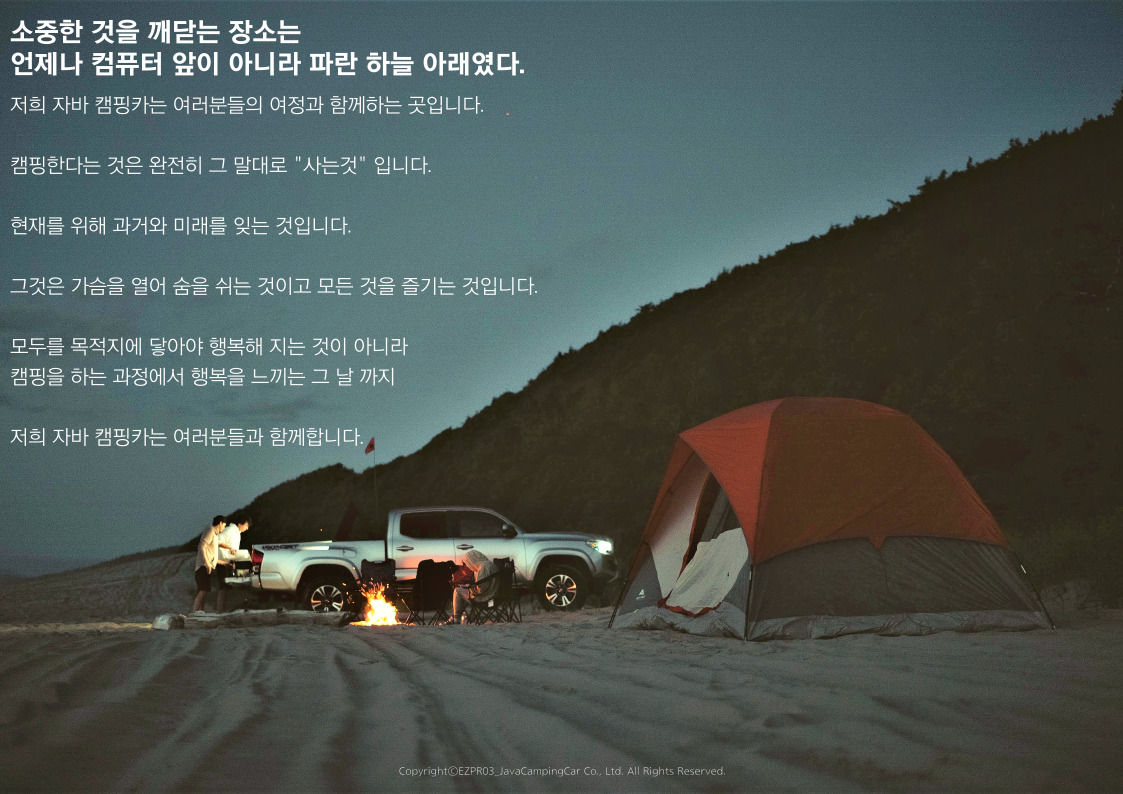 소중한 것을 깨닫는 장소는
언제나 컴퓨터 앞이 아니라 파란 하늘 아래였다.
저희 자바 캠핑카는 여러분들의 여정과 함께하는 곳입니다.
캠핑한다는 것은 완전히 그 말대로 "사는것" 입니다.
현재를 위해 과거와 미래를 잊는 것입니다.
그것은 가슴을 열어 숨을 쉬는 것이고 모든 것을 즐기는 것입니다.
모두를 목적지에 닿아야 행복해 지는 것이 아니라
캠핑을 하는 과정에서 행복을 느끼는 그 날 까지
저희 자바 캠핑카는 여러분들과 함께합니다.
CopyrightⒸEZPR03_JavaCampingCar Co., Ltd. All Rights Reserved.